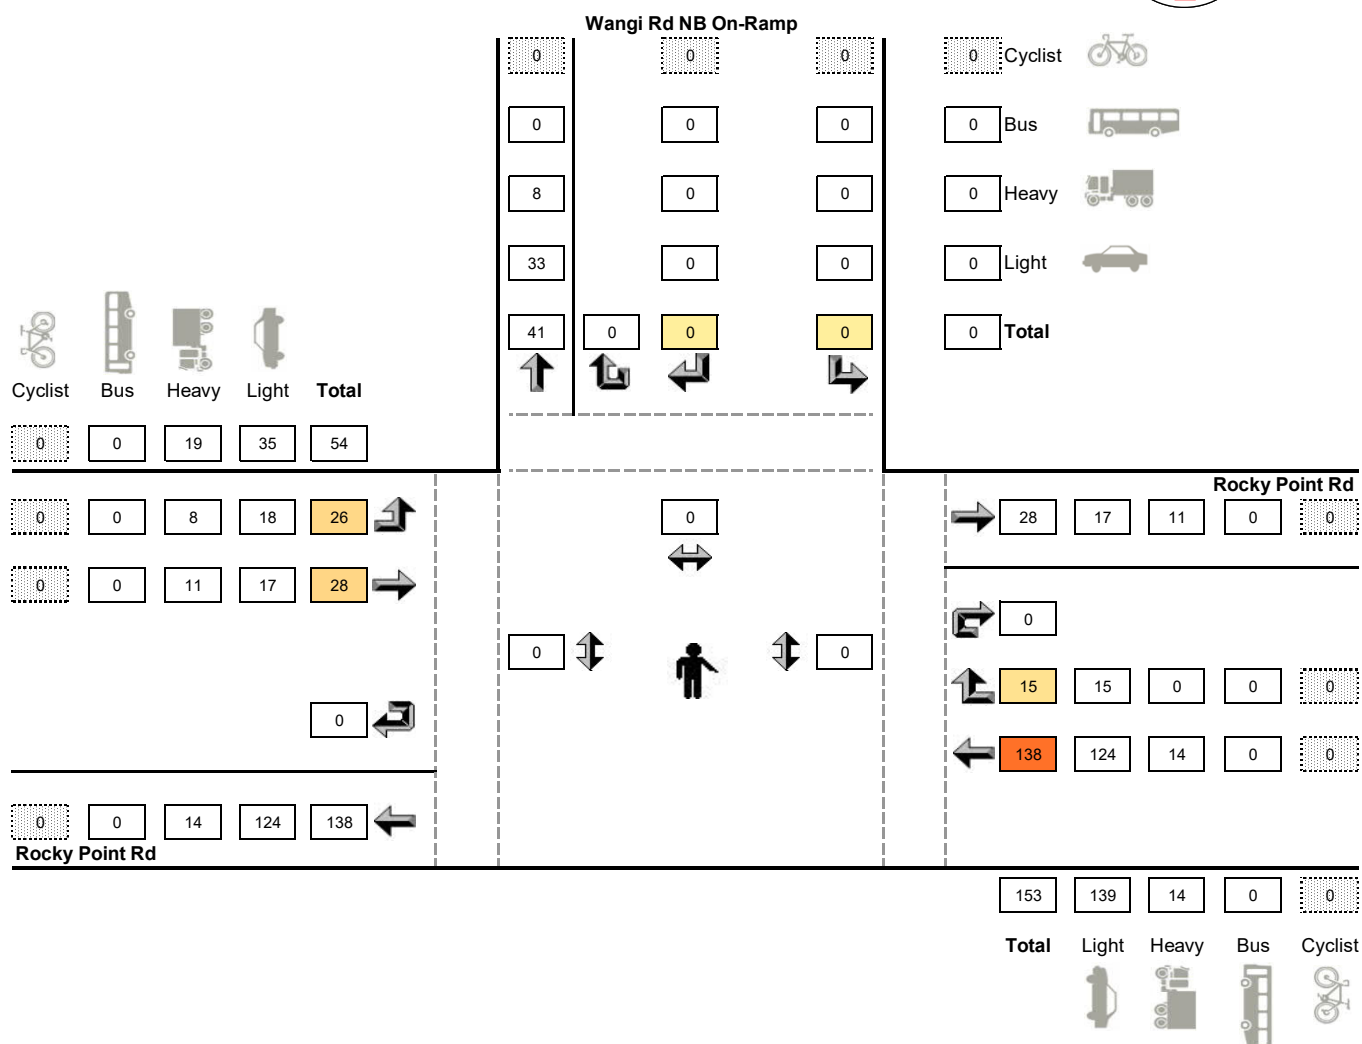 Wangi Rd NB On-Ramp
0 0 0 0 Cyclist
0 0 0 0 Bus
8 0 0 0 Heavy
33 0 0 0 Light
41 0 0 0 0 Total
Cyclist Bus Heavy Light Total
0 0 19 35 54
Rocky Point Rd
0 0 8 18 26 0 28 17 11 0 0
0 0 11 17 28
0
0 0
15 15 0 0 0
0
138 124 14 0 0
0 0 14 124 138
Rocky Point Rd
153 139 14 0 0
Total Light Heavy Bus Cyclist